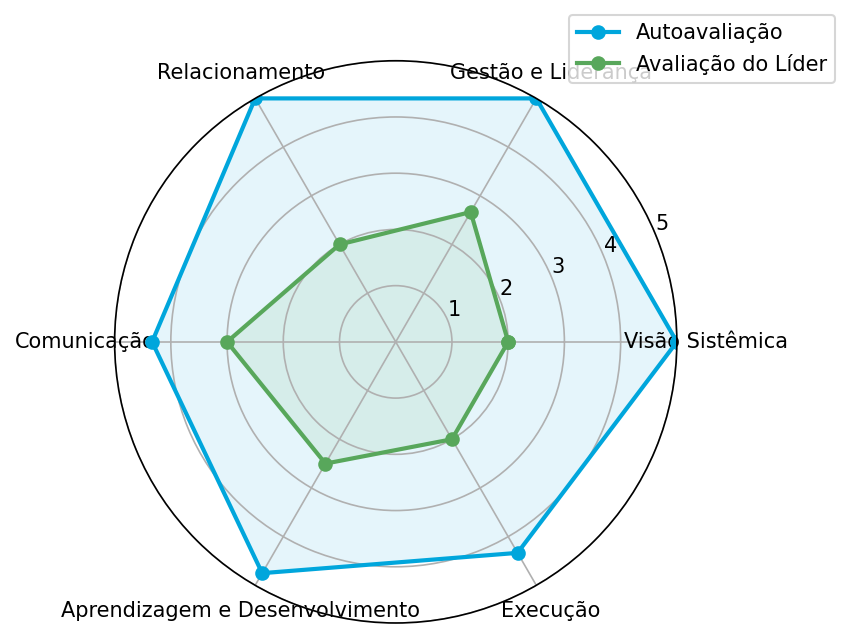 Autoavaliação
Avaliação do Líder
Relacionamento
Gestão e Liderança
5
4
3
2
1
Comunicação
Visão Sistêmica
Aprendizagem e Desenvolvimento
Execução